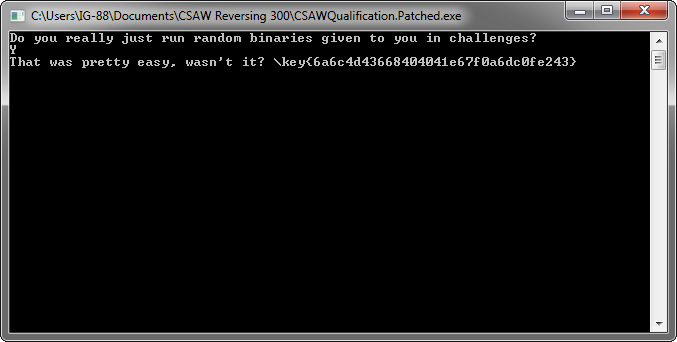 C:\Users\IG-88\Documents\CSAW Reversing 300\CSAWQualification.Patched.exe
Do you really just run random binaries given to you in challenges?
Y
That was pretty easy, wasn't it? \key{6a6c4d43668404041e67f0a6dc0fe243}